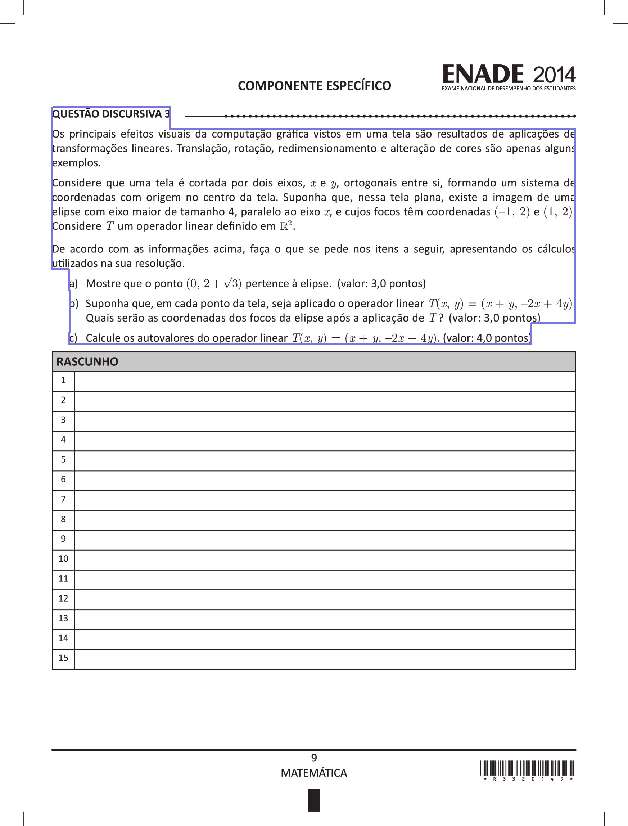 COMPONENTE ESPECÍFICO
ENADE 2014
EXAME NACIONAL DE DESEMPENHO DOS ESTUDANTES
QUESTÃO DISCURSIVA 3
Os principais efeitos visuais da computação gráfica vistos em uma tela são resultados de aplicações de
transformações lineares. Translação, rotação, redimensionamento e alteração de cores são apenas alguns
exemplos.
Considere que uma tela é cortada por dois eixos, x e y, ortogonais entre si, formando um sistema de
coordenadas com origem no centro da tela. Suponha que, nessa tela plana, existe a imagem de uma
elipse com eixo maior de tamanho 4, paralelo ao eixo x, e cujos focos têm coordenadas (−1, 2) e (1, 2)
Considere T um operador linear definido em ℝ².
De acordo com as informações acima, faça o que se pede nos itens a seguir, apresentando os cálculos
utilizados na sua resolução.
a) Mostre que o ponto (0, 2 + √3) pertence à elipse. (valor: 3,0 pontos)
b) Suponha que, em cada ponto da tela, seja aplicado o operador linear T(x, y) = (x + y, −2x + 4y)
Quais serão as coordenadas dos focos da elipse após a aplicação de T? (valor: 3,0 pontos)
c) Calcule os autovalores do operador linear T(x, y) = (x + y, −2x + 4y). (valor: 4,0 pontos)
RASCUNHO
1
2
3
4
5
6
7
8
9
10
11
12
13
14
15
9
MATEMÁTICA